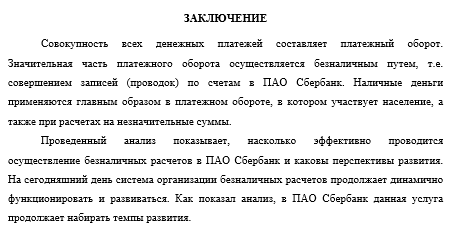 ЗАКЛЮЧЕНИЕ
Совокупность всех денежных платежей составляет платежный оборот.
Значительная часть платежного оборота осуществляется безналичным путем, т.е.
совершением записей (проводок) по счетам в ПАО Сбербанк. Наличные деньги
применяются главным образом в платежном обороте, в котором участвует население, а
также при расчетах на незначительные суммы.
Проведенный анализ показывает, насколько эффективно проводится
осуществление безналичных расчетов в ПАО Сбербанк и каковы перспективы развития.
На сегодняшний день система организации безналичных расчетов продолжает динамично
функционировать и развиваться. Как показал анализ, в ПАО Сбербанк данная услуга
продолжает набирать темпы развития.